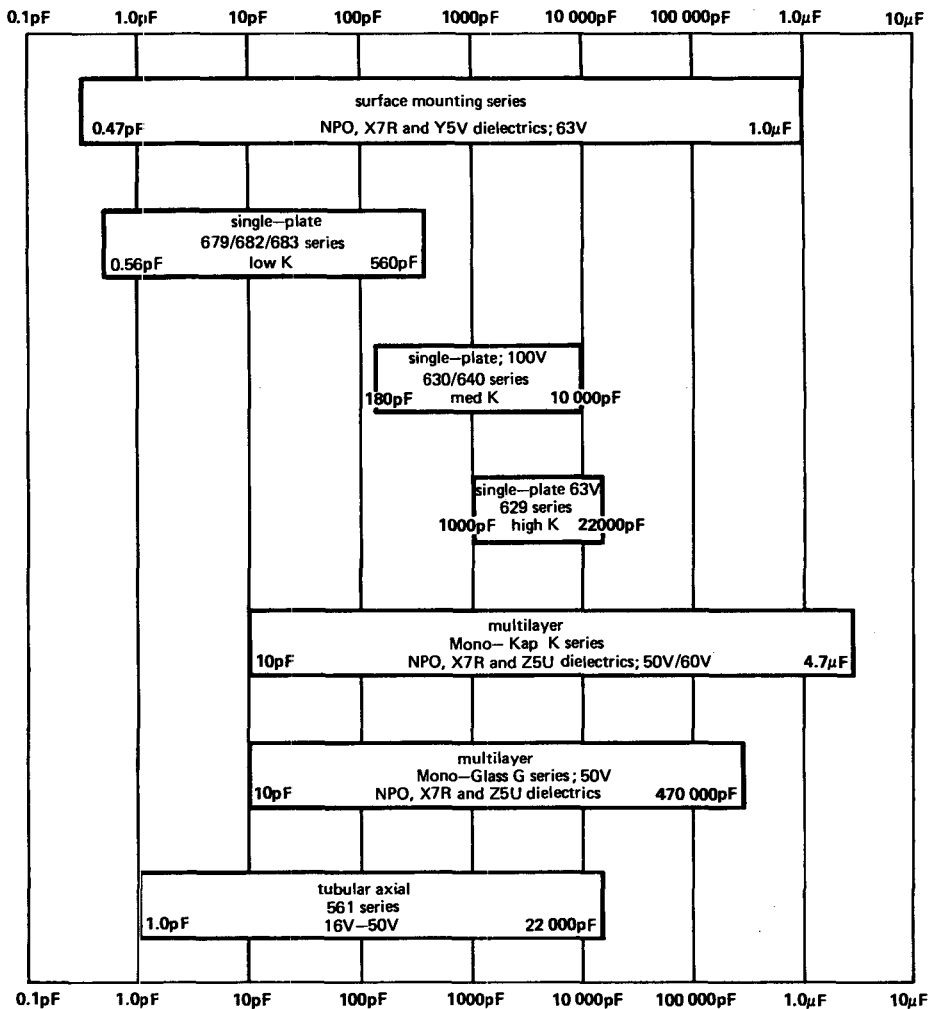 0.1pF 1.0pF 10pF 100pF 1000pF 10 000pF 100 000pF 1.0µF 10µF
surface mounting series
0.47pF NPO, X7R and Y5V dielectrics; 63V 1.0µF
single–plate
679/682/683 series
0.56pF low K 560pF
single–plate; 100V
630/640 series
180pF med K 10 000pF
single–plate 63V
629 series
1000pF high K 22000pF
multilayer
Mono– Kap K series
10pF NPO, X7R and Z5U dielectrics; 50V/60V 4.7µF
multilayer
Mono–Glass G series; 50V
10pF NPO, X7R and Z5U dielectrics 470 000pF
tubular axial
561 series
1.0pF 16V–50V 22 000pF
0.1pF 1.0pF 10pF 100pF 1000pF 10 000pF 100 000pF 1.0µF 10µF